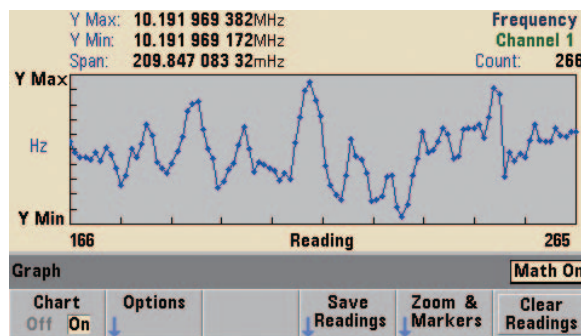 Y Max: 10.191 969 382MHz Frequency
Y Min: 10.191 969 172MHz Channel 1
Span: 209.847 083 32mHz Count: 266
Y Max
Hz
Y Min
166 Reading 265
Graph Math On
Chart Options Save Zoom & Clear
Off On Readings Markers Readings